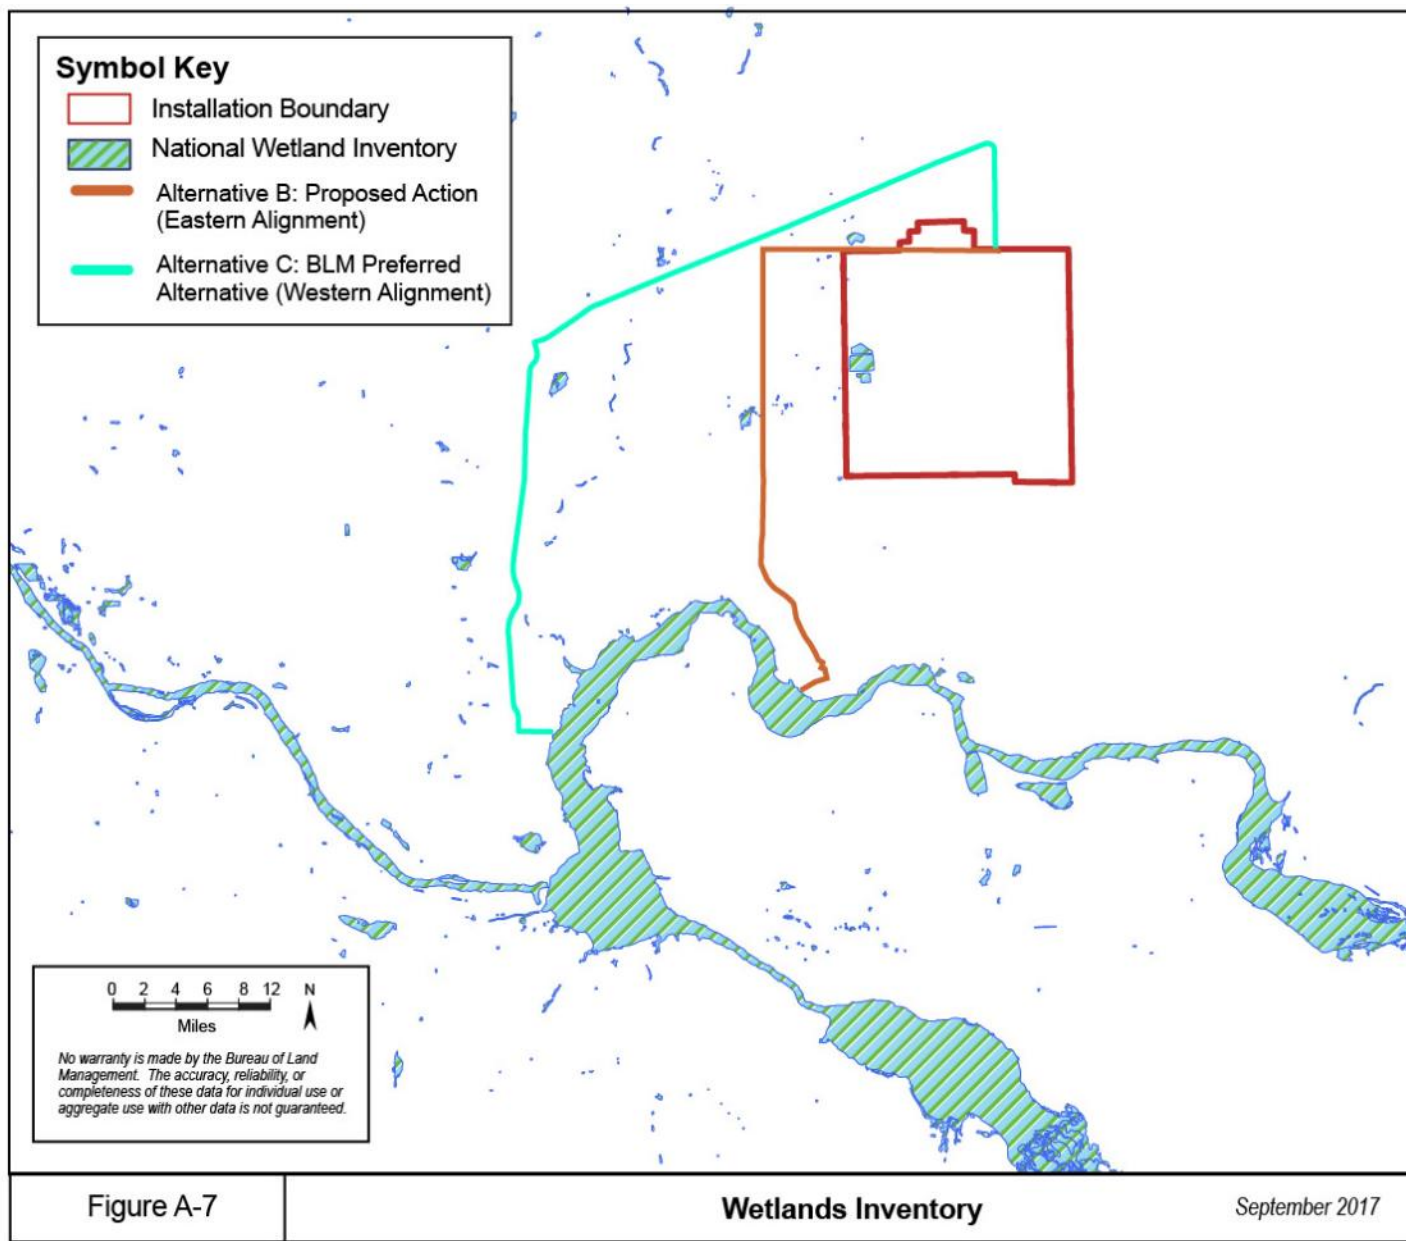 Symbol Key
Installation Boundary
National Wetland Inventory
Alternative B: Proposed Action
(Eastern Alignment)
Alternative C: BLM Preferred
Alternative (Western Alignment)
0 2 4 6 8 12 N
Miles
No warranty is made by the Bureau of Land
Management. The accuracy, reliability, or
completeness of these data for individual use or
aggregate use with other data is not guaranteed.
Figure A-7
Wetlands Inventory
September 2017